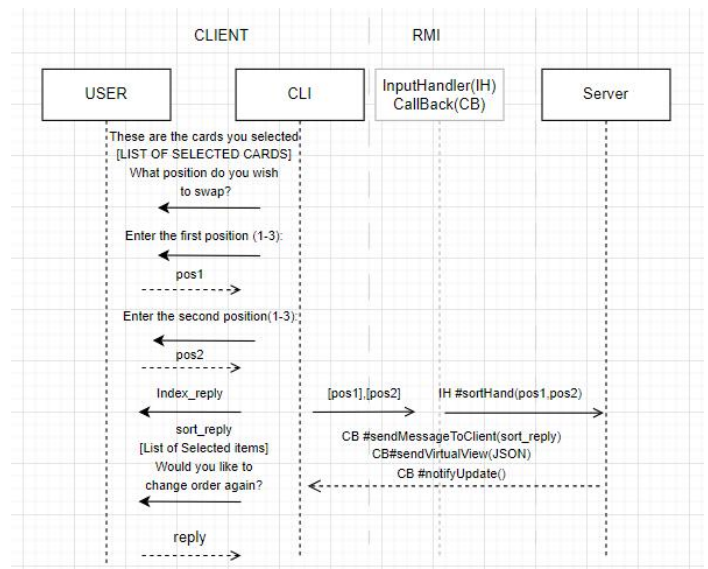 CLIENT
RMI
USER
CLI
InputHandler(IH)
CallBack(CB)
Server
These are the cards you selected
[LIST OF SELECTED CARDS]
What position do you wish
to swap?
Enter the first position (1-3):
pos1
Enter the second position(1-3):
pos2
Index_reply
[pos1],[pos2]
IH #sortHand(pos1,pos2)
sort_reply
[List of Selected items]
Would you like to
change order again?
CB #sendMessageToClient(sort_reply)
CB#sendVirtualView(JSON)
CB #notifyUpdate()
reply